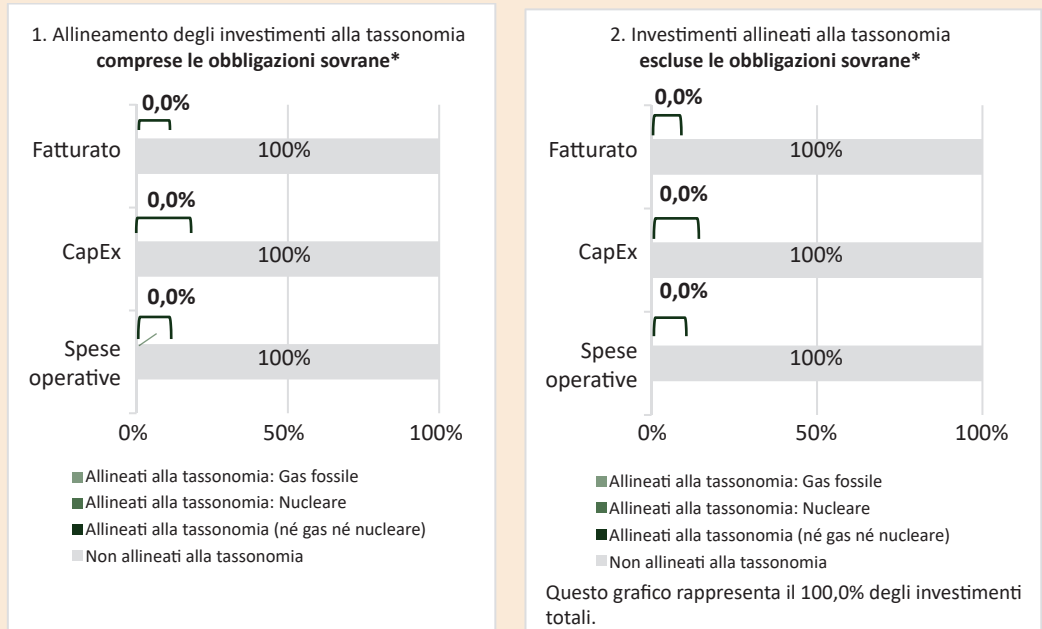 1. Allineamento degli investimenti alla tassonomia
comprese le obbligazioni sovrane*
0,0%
Fatturato
100%
0,0%
CapEx
100%
0,0%
Spese
operative
100%
0%
50%
100%
Allineati alla tassonomia: Gas fossile
Allineati alla tassonomia: Nucleare
Allineati alla tassonomia (né gas né nucleare)
Non allineati alla tassonomia
2. Investimenti allineati alla tassonomia
escluse le obbligazioni sovrane*
0,0%
Fatturato
100%
0,0%
CapEx
100%
0,0%
Spese
operative
100%
0%
50%
100%
Allineati alla tassonomia: Gas fossile
Allineati alla tassonomia: Nucleare
Allineati alla tassonomia (né gas né nucleare)
Non allineati alla tassonomia
Questo grafico rappresenta il 100,0% degli investimenti
totali.